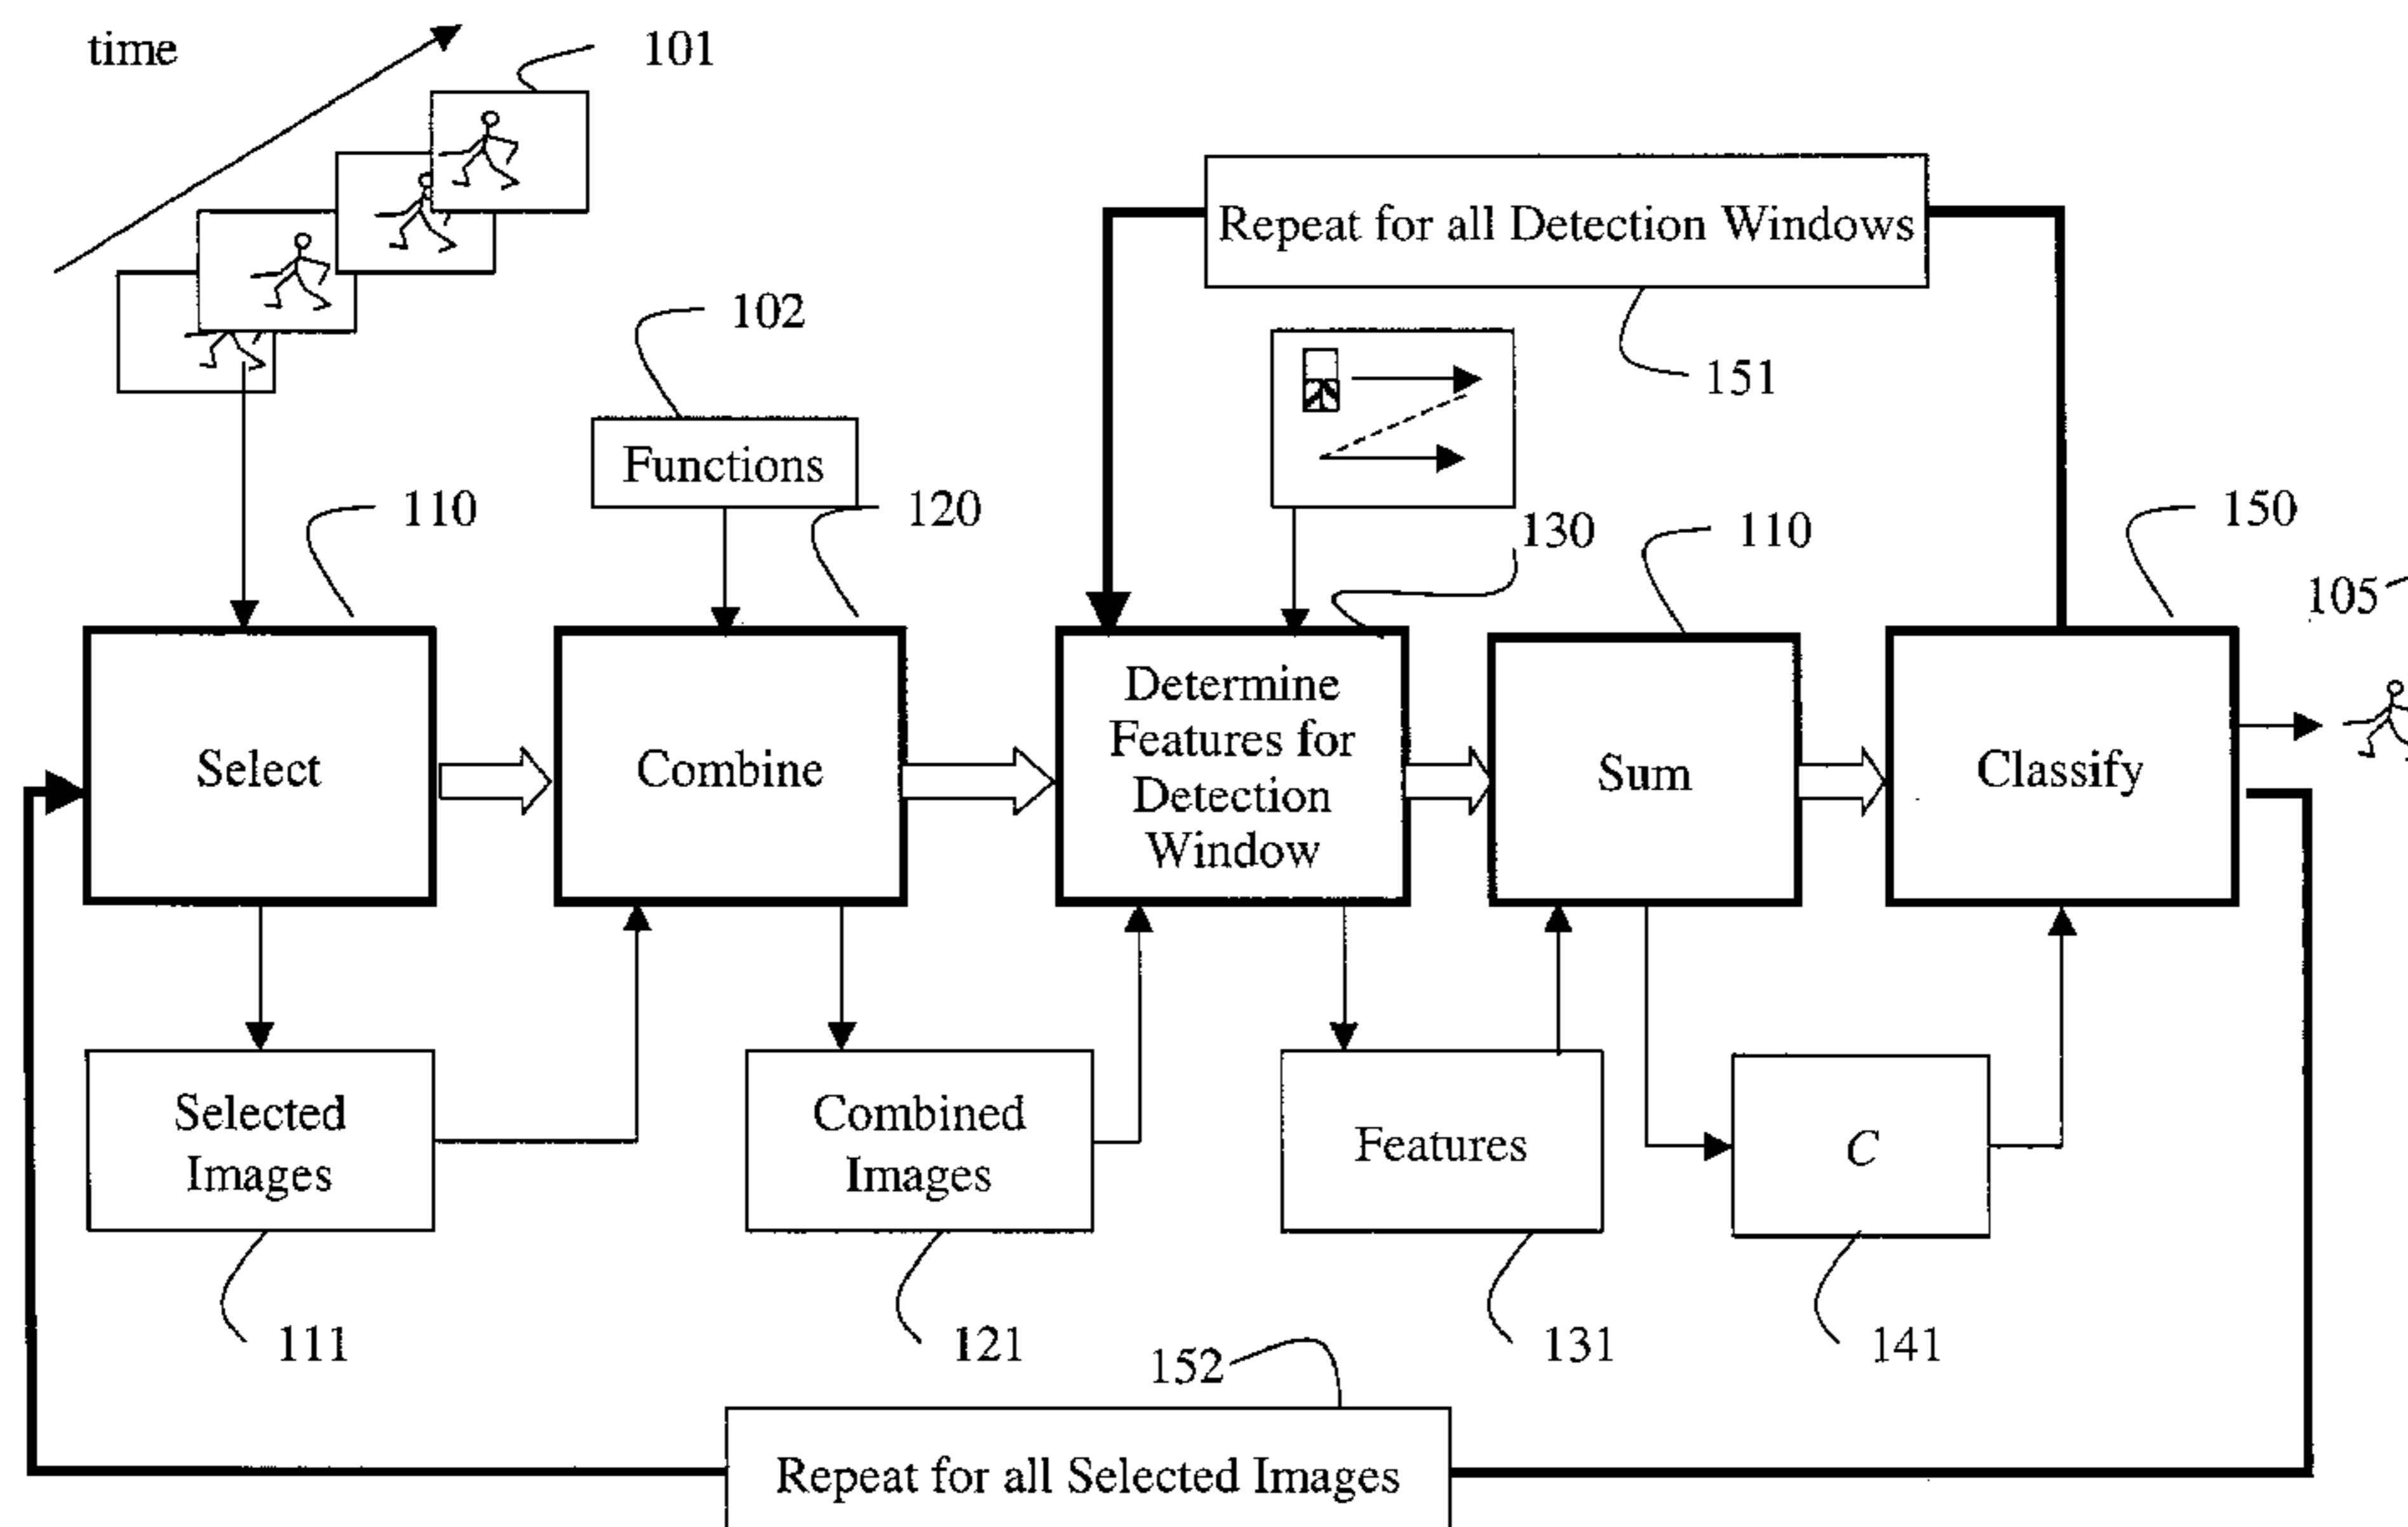 time
101
Repeat for all Detection Windows
102
151
Functions
110
120
130
110
150
105
Select
Combine
Determine
Features for
Detection
Window
Sum
Classify
Selected
Images
Combined
Images
Features
C
111
121
131
141
152
Repeat for all Selected Images